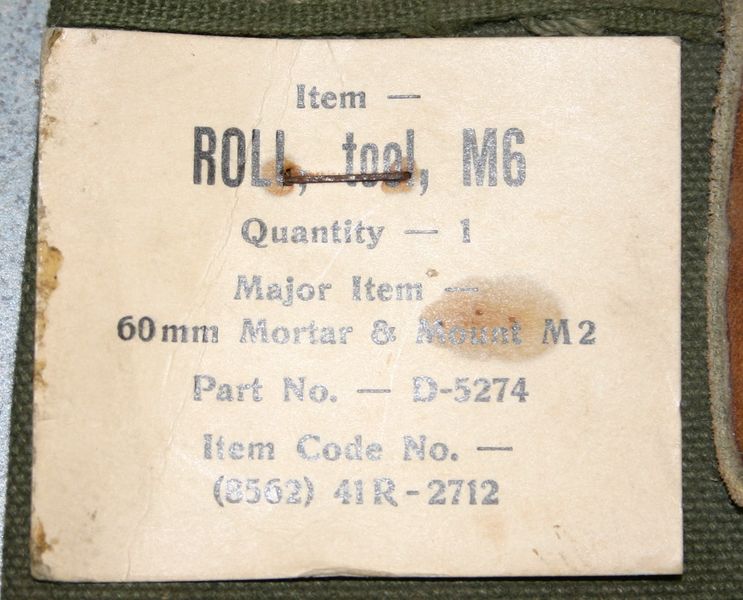 Item —
ROLL, tool, M6
Quantity — 1
Major Item —
60mm Mortar & Mount M2
Part No. — D-5274
Item Code No. —
(8562) 41R-2712